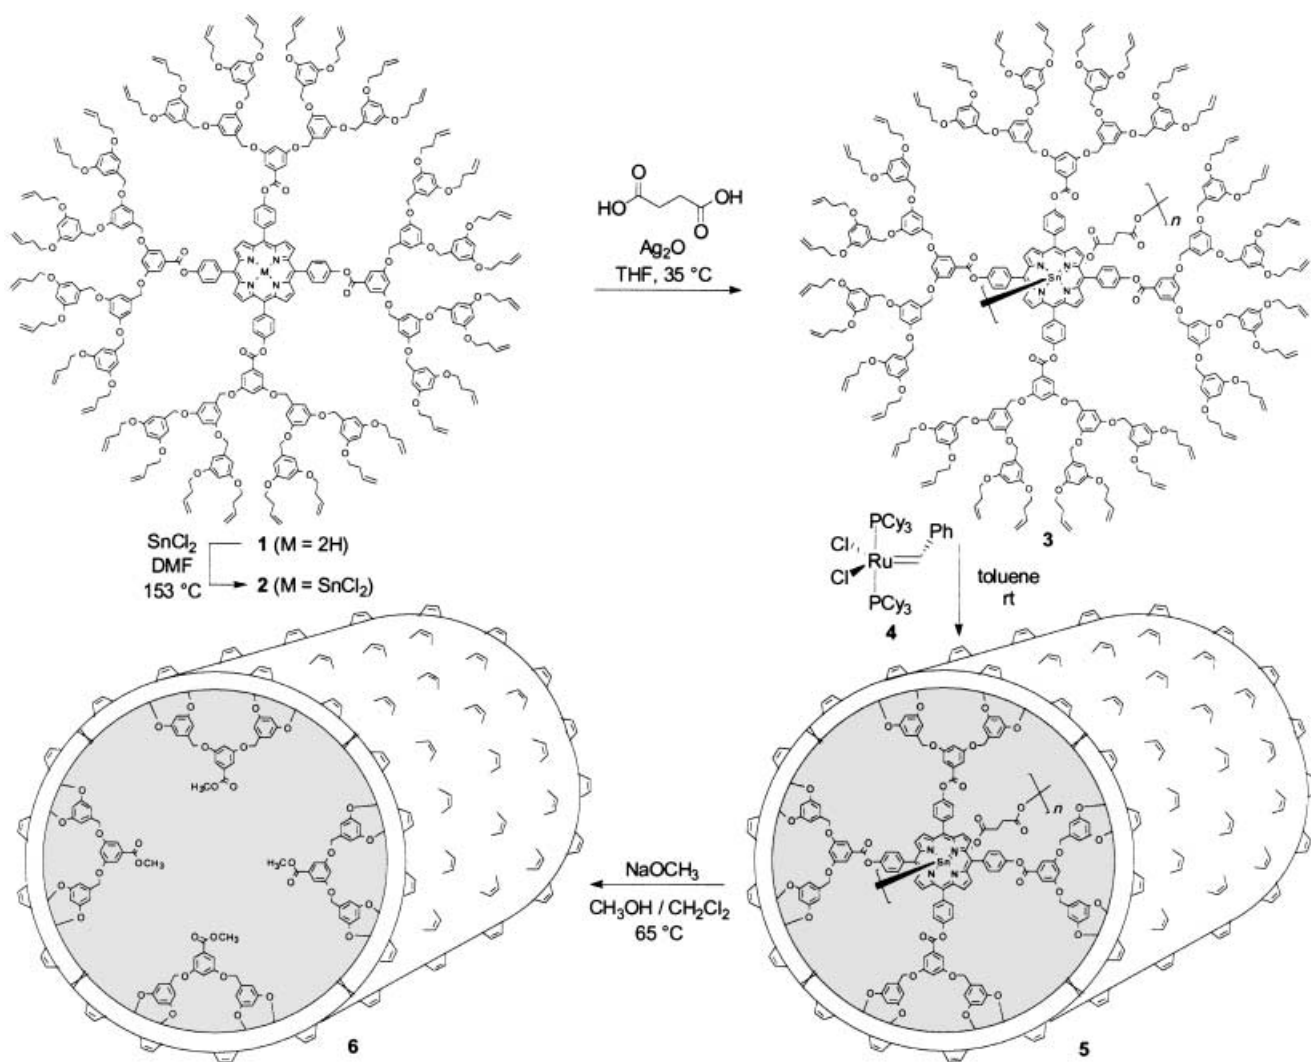 HO
O
O
OH
Ag2O
THF, 35 °C
M
N
N
N
N
Sn
n
SnCl2
DMF
153 °C
1 (M = 2H)
2 (M = SnCl2)
3
PCy3
Ph
Cl
Ru
Cl
PCy3
4
toluene
rt
H3CO
O
O
OCH3
H3CO
O
O
OCH3
NaOCH3
CH3OH / CH2Cl2
65 °C
Sn
N
N
N
N
n
6
5